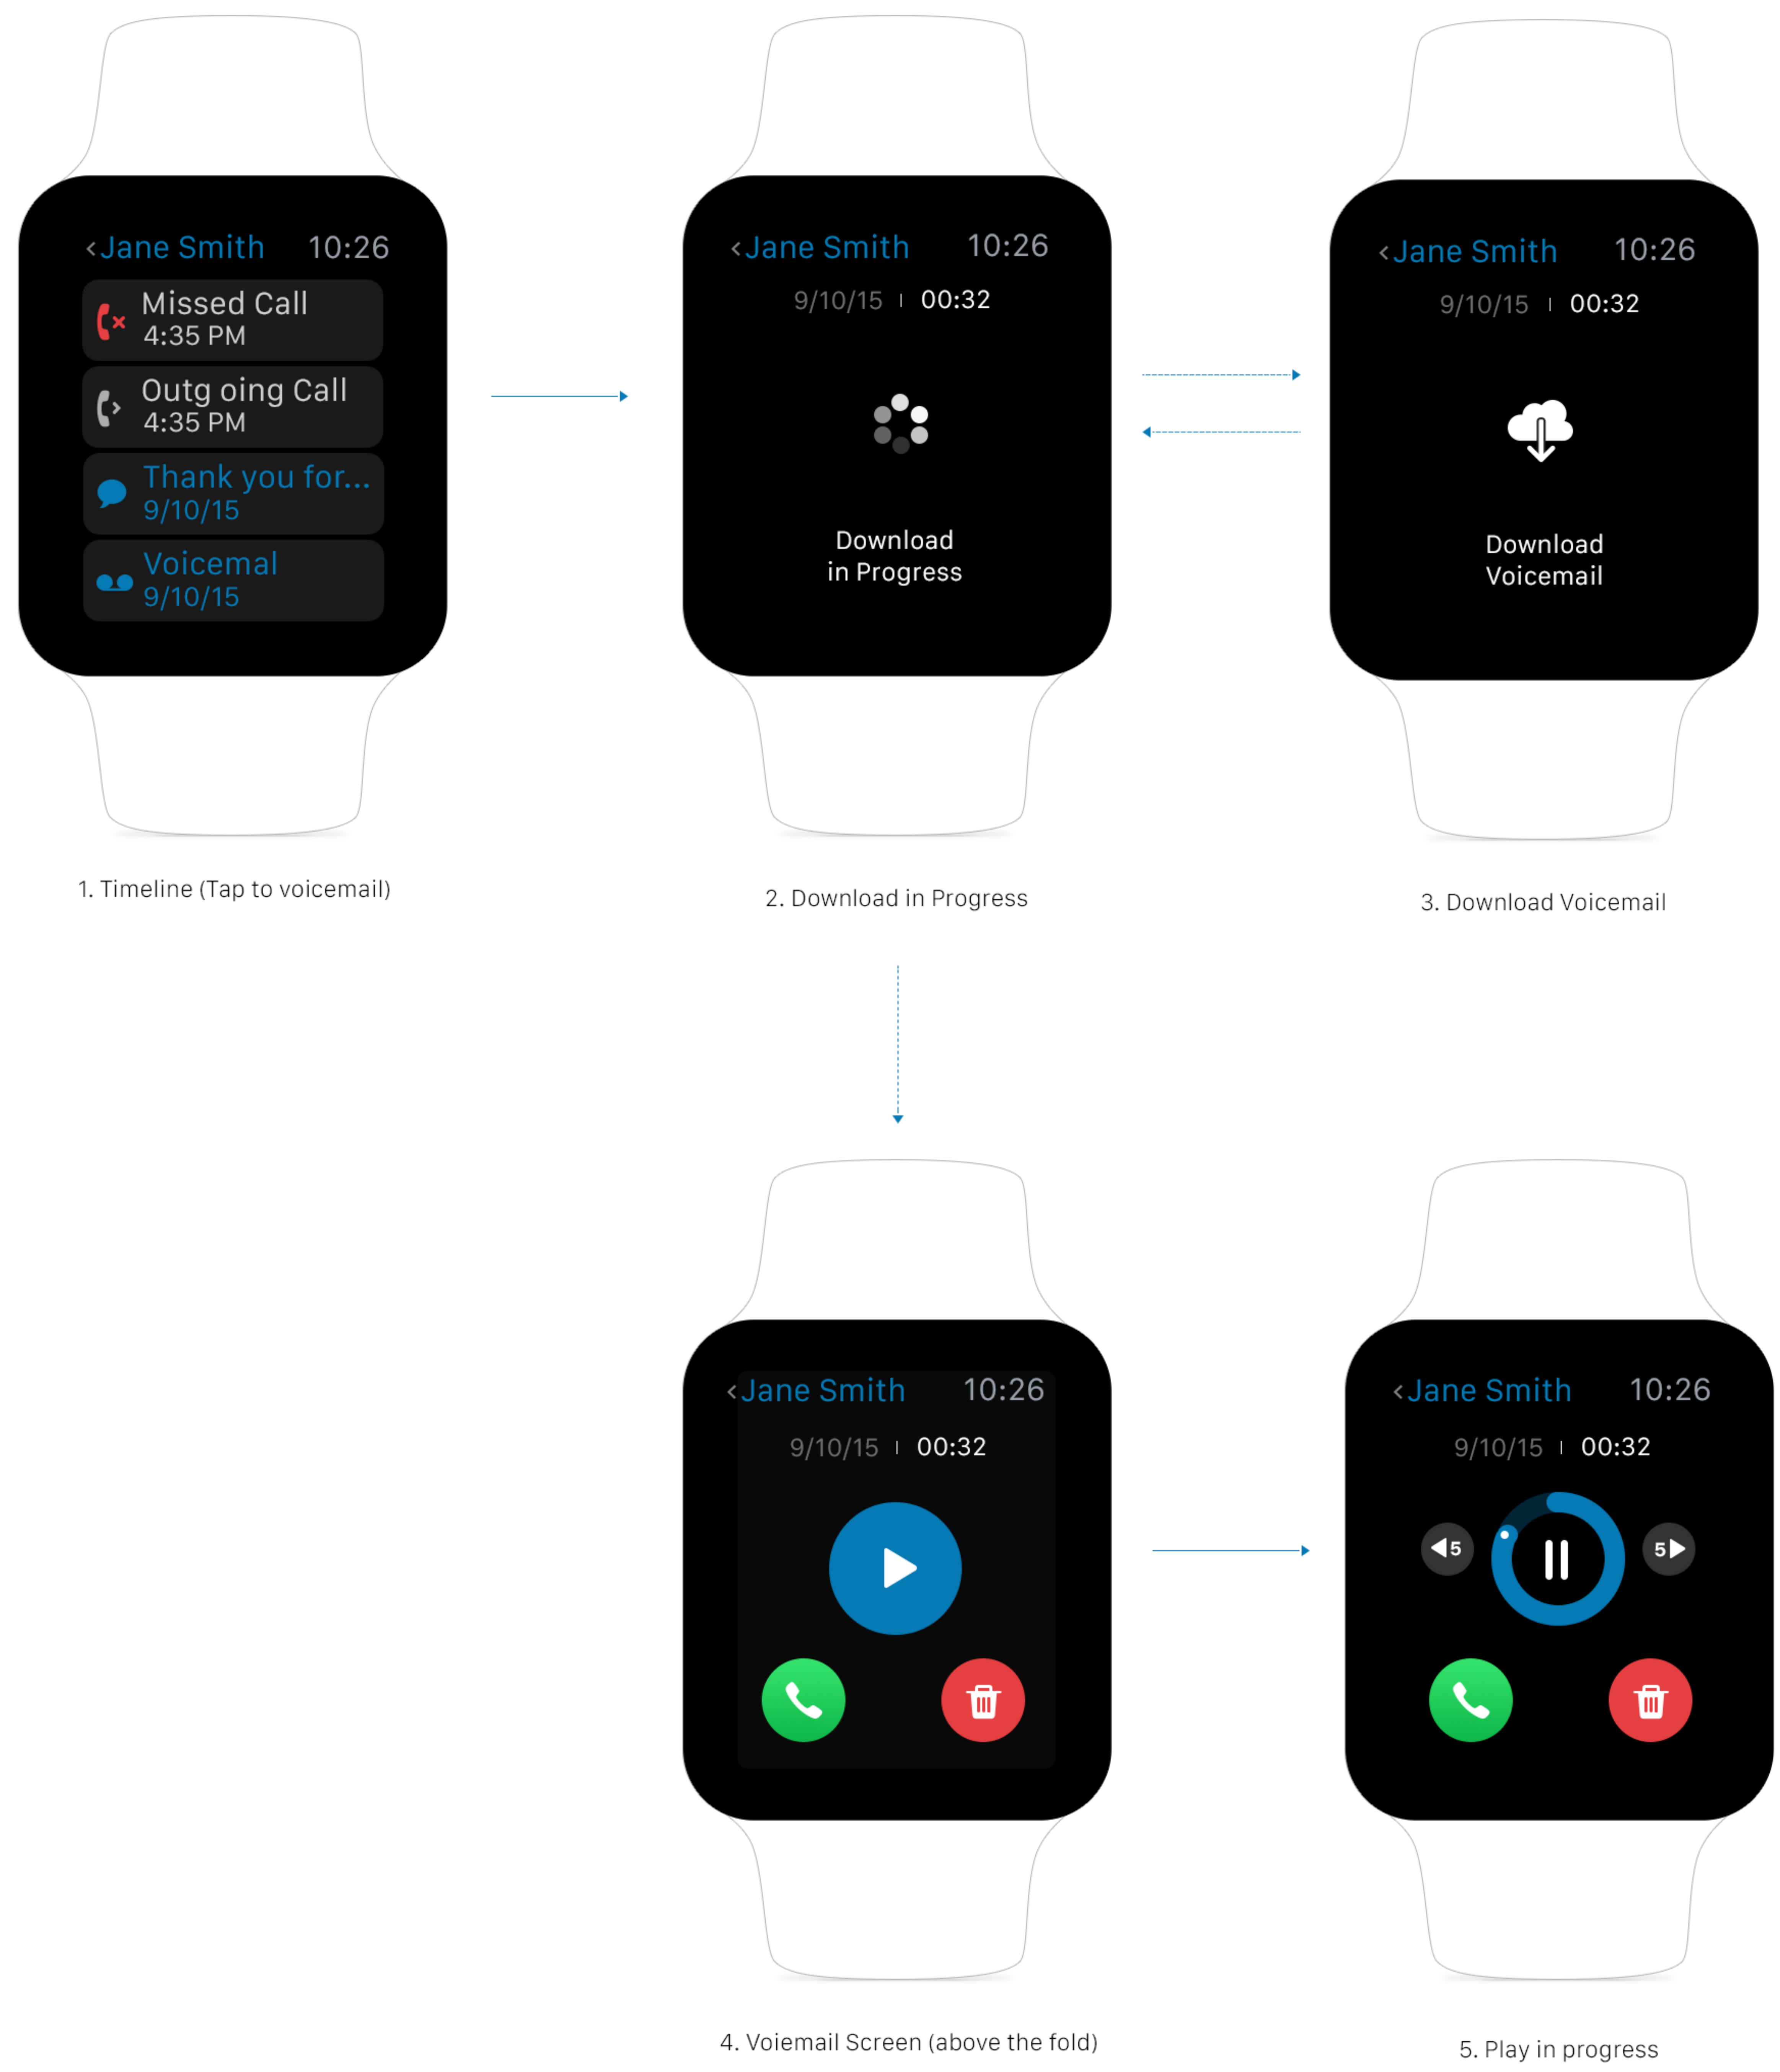 <Jane Smith 10:26
Missed Call
4:35 PM
Outg oing Call
4:35 PM
Thank you for...
9/10/15
Voicemal
9/10/15
1. Timeline (Tap to voicemail)
<Jane Smith 10:26
9/10/15 | 00:32
Download
in Progress
2. Download in Progress
<Jane Smith 10:26
9/10/15 | 00:32
Download
Voicemail
3. Download Voicemail
<Jane Smith 10:26
9/10/15 | 00:32
4. Voiemail Screen (above the fold)
<Jane Smith 10:26
9/10/15 | 00:32
5 5
5. Play in progress